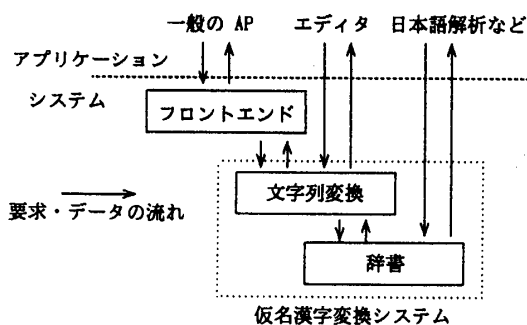 一般の AP エディタ 日本語解析など
アプリケーション
システム
フロントエンド
文字列変換
要求・データの流れ
辞書
仮名漢字変換システム